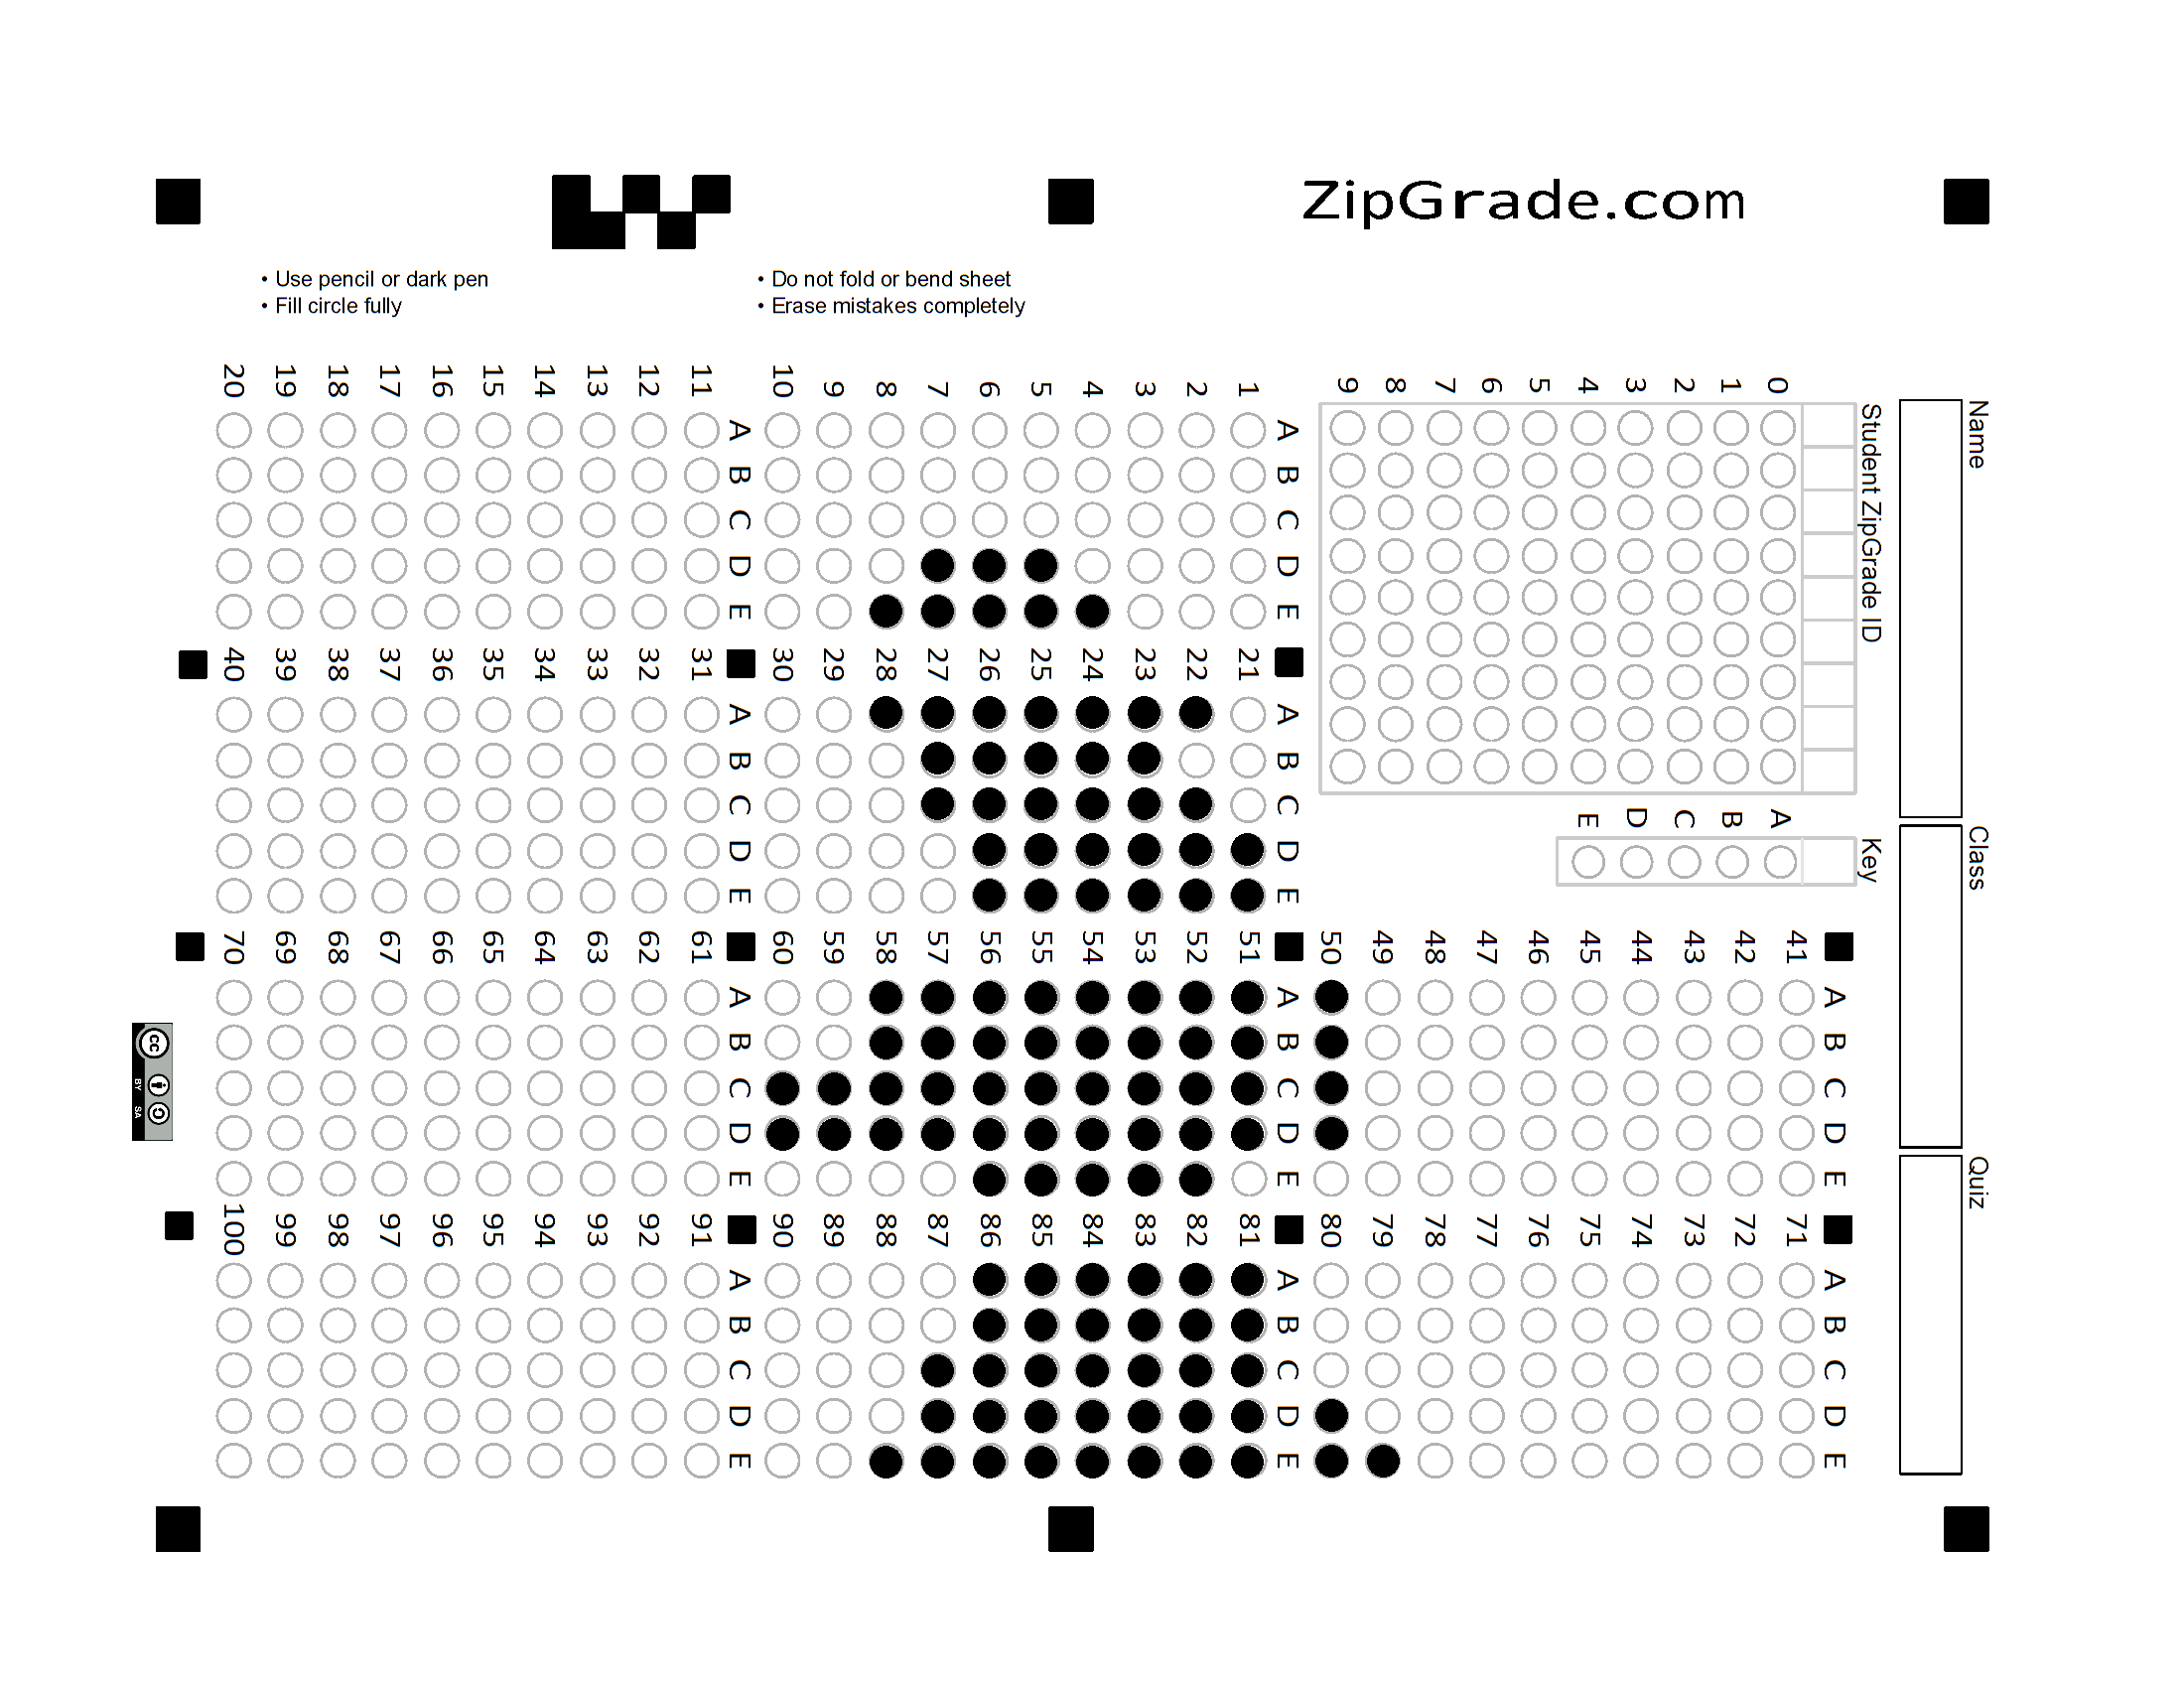 ZipGrade.com
• Use pencil or dark pen
• Fill circle fully
• Do not fold or bend sheet
• Erase mistakes completely
Name
Class
Quiz
Student ZipGrade ID
0 1 2 3 4 5 6 7 8 9
Key
A B C D E
A B C D E
1 2 3 4 5 6 7 8 9 10
A B C D E
11 12 13 14 15 16 17 18 19 20
A B C D E
21 22 23 24 25 26 27 28 29 30
A B C D E
31 32 33 34 35 36 37 38 39 40
A B C D E
41 42 43 44 45 46 47 48 49 50
A B C D E
51 52 53 54 55 56 57 58 59 60
A B C D E
61 62 63 64 65 66 67 68 69 70
A B C D E
71 72 73 74 75 76 77 78 79 80
A B C D E
81 82 83 84 85 86 87 88 89 90
A B C D E
91 92 93 94 95 96 97 98 99 100
cc
BY SA